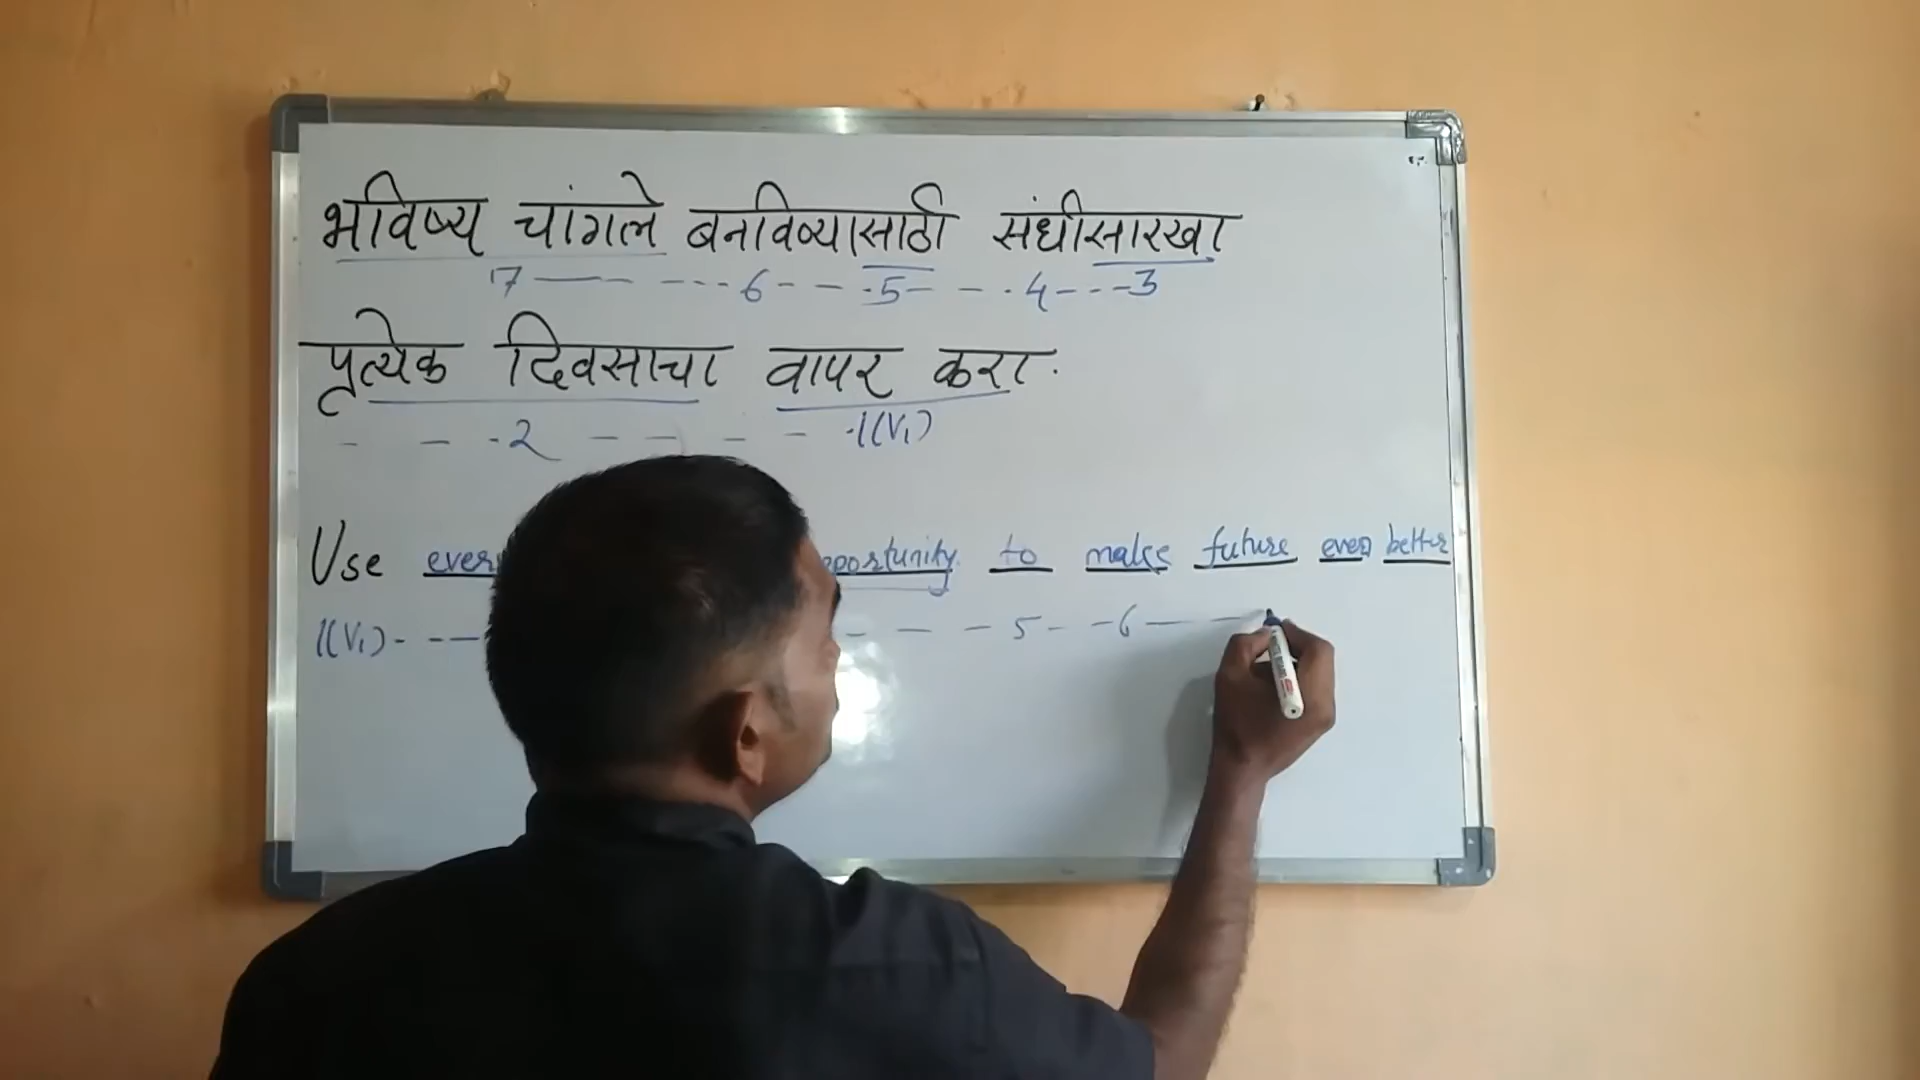 भविष्य चांगले बनविण्यासाठी संधीसारखा
7 6 5 4 3
प्रत्येक दिवसाचा वापर करा.
2 1(V1)
Use to make future even better
1(V1) 5 6